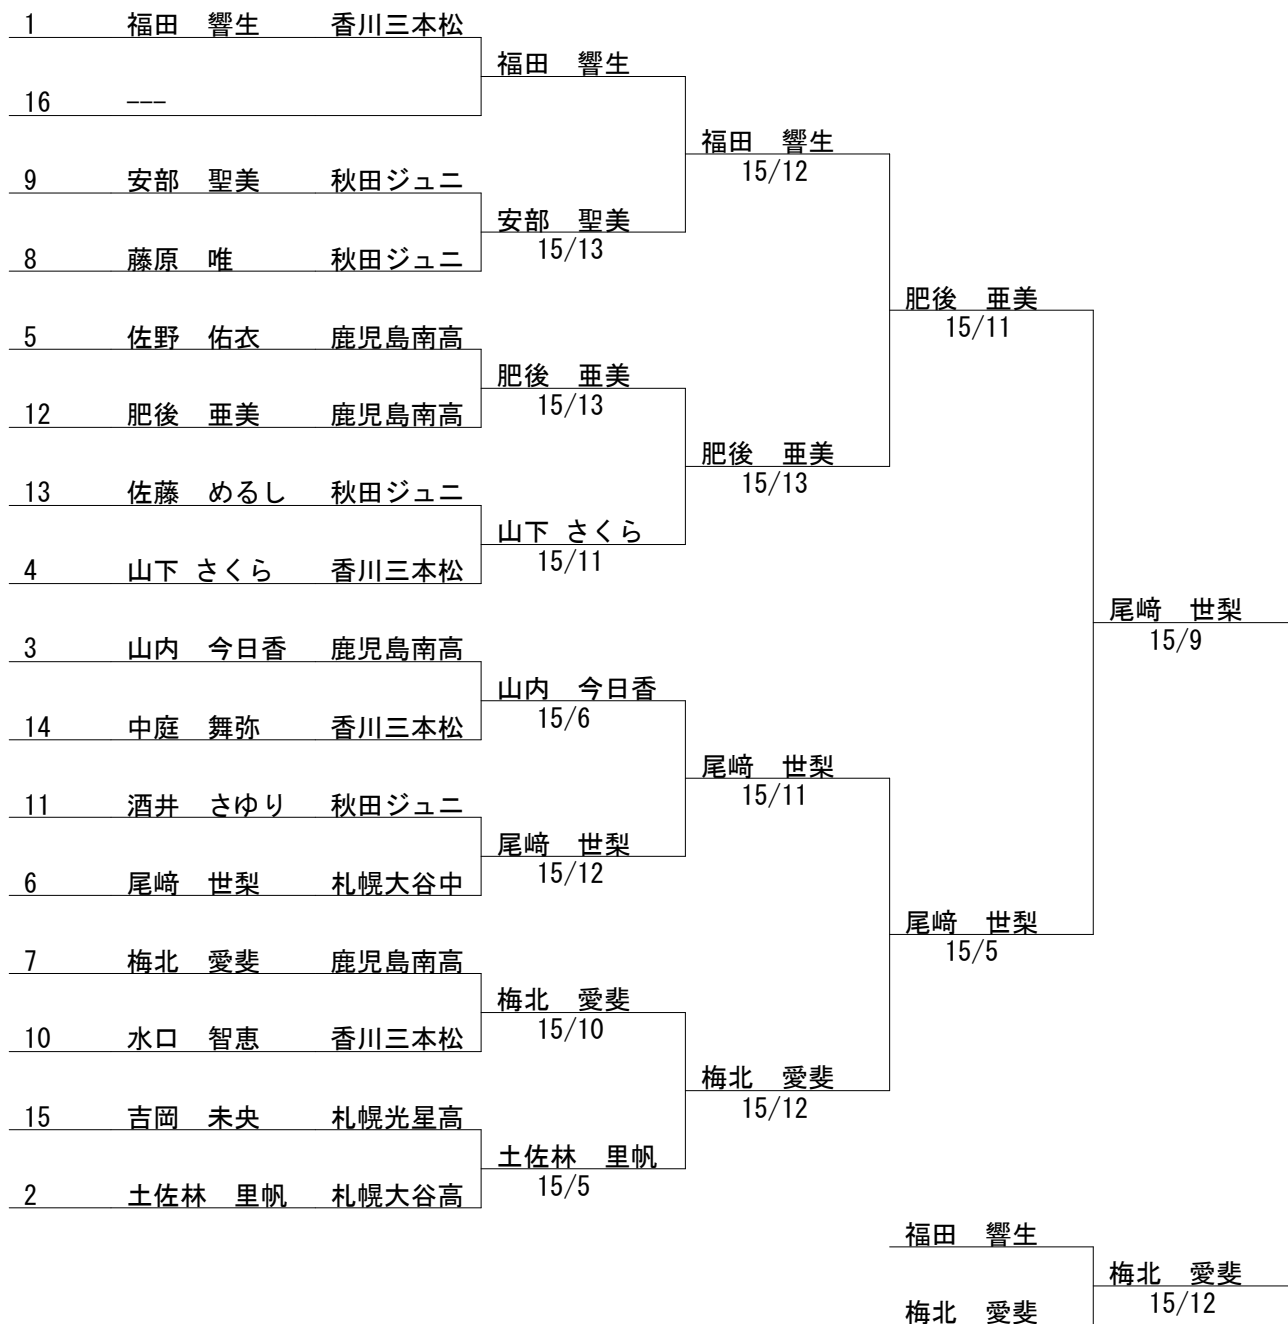 1 福田　響生 香川三本松
福田　響生
16 ---
福田　響生
15/12
9 安部　聖美 秋田ジュニ
安部　聖美
15/13
8 藤原　唯 秋田ジュニ
肥後　亜美
15/11
5 佐野　佑衣 鹿児島南高
肥後　亜美
15/13
12 肥後　亜美 鹿児島南高
肥後　亜美
15/13
13 佐藤　めるし 秋田ジュニ
山下 さくら
15/11
4 山下 さくら 香川三本松
尾﨑　世梨
15/9
3 山内　今日香 鹿児島南高
山内　今日香
15/6
14 中庭　舞弥 香川三本松
尾﨑　世梨
15/11
11 酒井　さゆり 秋田ジュニ
尾﨑　世梨
15/12
6 尾﨑　世梨 札幌大谷中
尾﨑　世梨
15/5
7 梅北　愛斐 鹿児島南高
梅北　愛斐
15/10
10 水口　智恵 香川三本松
梅北　愛斐
15/12
15 吉岡　未央 札幌光星高
土佐林　里帆
15/5
2 土佐林　里帆 札幌大谷高
福田　響生
梅北　愛斐
15/12
梅北　愛斐